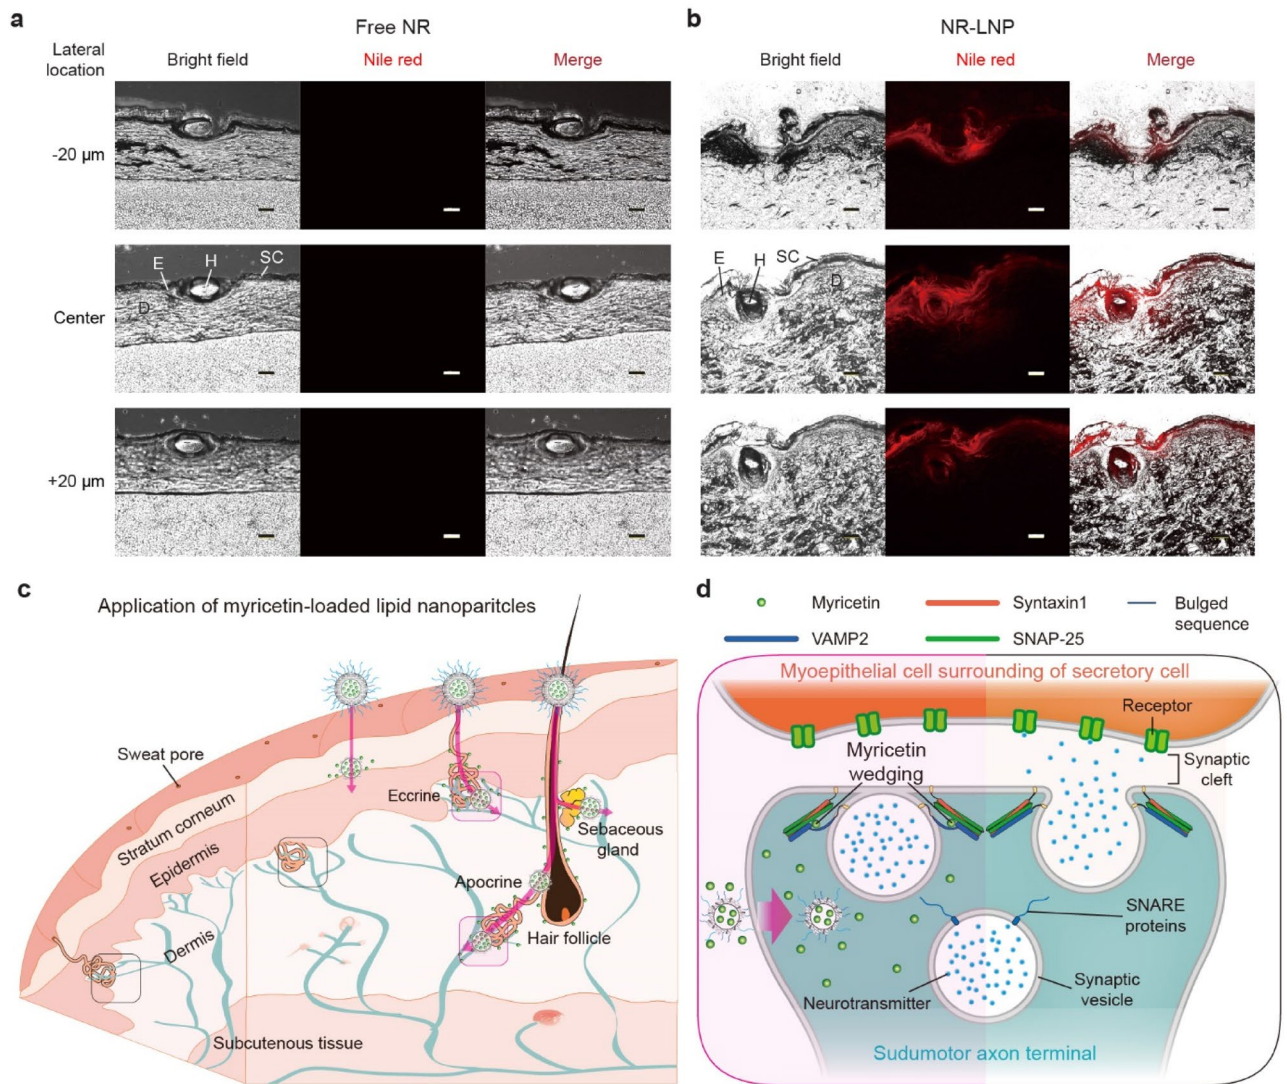 a
Free NR
Lateral
location
Bright field
Nile red
Merge
-20 µm
E
H
SC
D
Center
+20 µm
b
NR-LNP
Bright field
Nile red
Merge
E
H
SC
D
c
Application of myricetin-loaded lipid nanoparitcles
Sweat pore
Stratum corneum
Epidermis
Dermis
Eccrine
Sebaceous
gland
Apocrine
Hair follicle
Subcutenous tissue
d
Myricetin
Syntaxin1
Bulged
sequence
VAMP2
SNAP-25
Myoepithelial cell surrounding of secretory cell
Receptor
Myricetin
wedging
Synaptic
cleft
SNARE
proteins
Neurotransmitter
Synaptic
vesicle
Sudumotor axon terminal